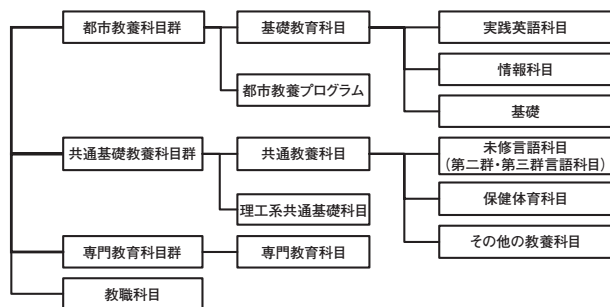 都市教養科目群
基礎教育科目
実践英語科目
情報科目
都市教養プログラム
基礎
共通基礎教養科目群
共通教養科目
未修言語科目
(第二群・第三群言語科目)
保健体育科目
理工系共通基礎科目
その他の教養科目
専門教育科目群
専門教育科目
教職科目